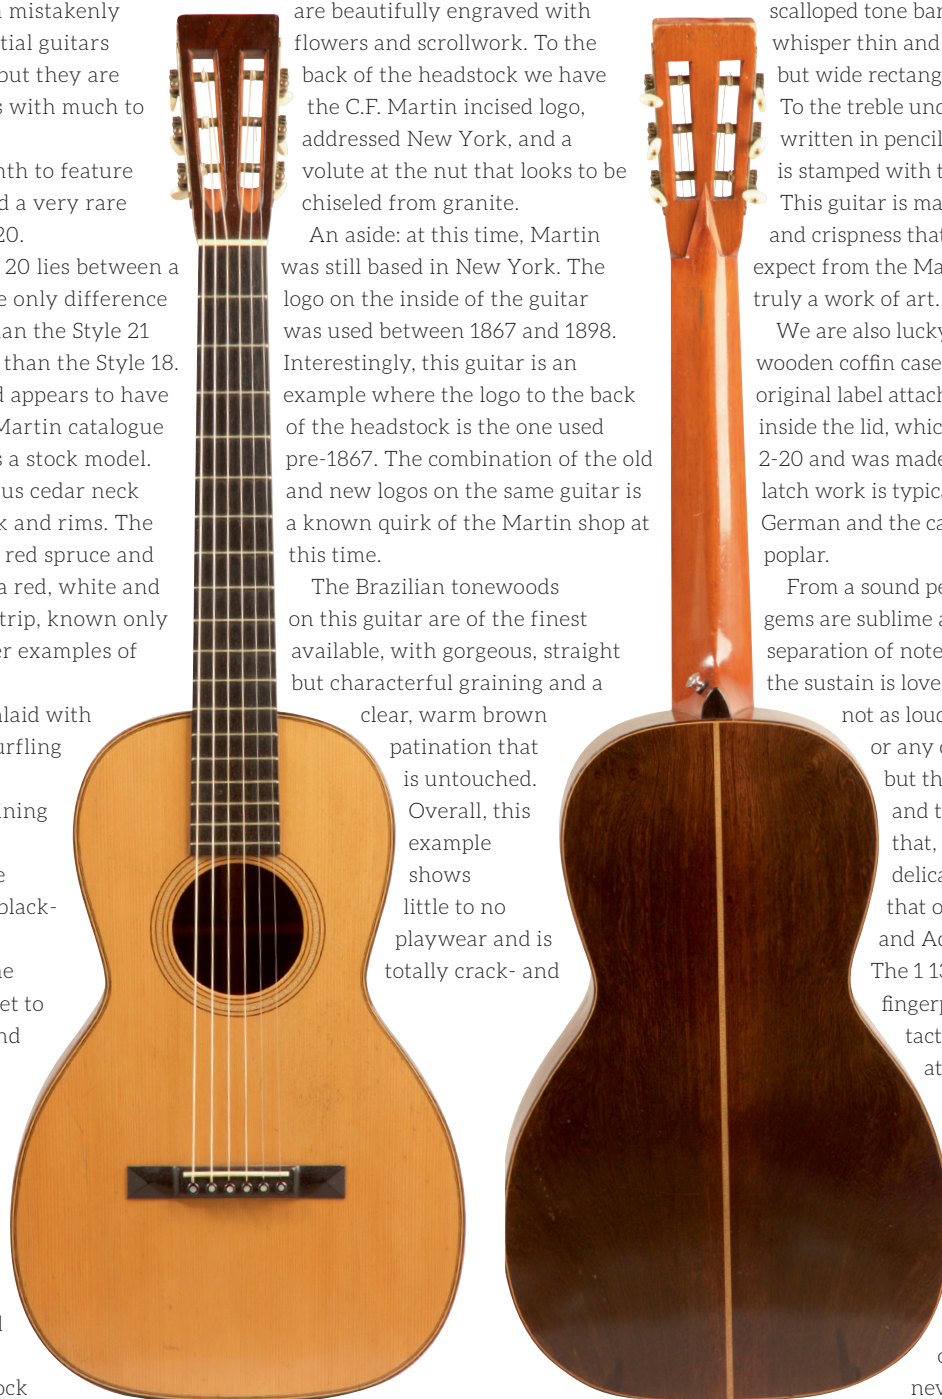 mistakenly
tial guitars
but they are
s with much to
nth to feature
d a very rare
20.
20 lies between a
e only difference
an the Style 21
than the Style 18.
d appears to have
Martin catalogue
s a stock model.
us cedar neck
k and rims. The
red spruce and
a red, white and
trip, known only
er examples of
laid with
urfling
ning
e
black-
ne
et to
nd
l
ock
are beautifully engraved with
flowers and scrollwork. To the
back of the headstock we have
the C.F. Martin incised logo,
addressed New York, and a
volute at the nut that looks to be
chiseled from granite.
An aside: at this time, Martin
was still based in New York. The
logo on the inside of the guitar
was used between 1867 and 1898.
Interestingly, this guitar is an
example where the logo to the back
of the headstock is the one used
pre-1867. The combination of the old
and new logos on the same guitar is
a known quirk of the Martin shop at
this time.
The Brazilian tonewoods
on this guitar are of the finest
available, with gorgeous, straight
but characterful graining and a
clear, warm brown
patination that
is untouched.
Overall, this
example
shows
little to no
playwear and is
totally crack- and
scalloped tone bar
whisper thin and
but wide rectang
To the treble und
written in pencil
is stamped with t
This guitar is ma
and crispness that
expect from the Ma
truly a work of art.
We are also lucky
wooden coffin case
original label attach
inside the lid, whic
2-20 and was made
latch work is typica
German and the ca
poplar.
From a sound pe
gems are sublime a
separation of note
the sustain is love
not as loud
or any o
but th
and t
that,
delica
that o
and Ac
The 1 13
fingerp
tact
at
nev